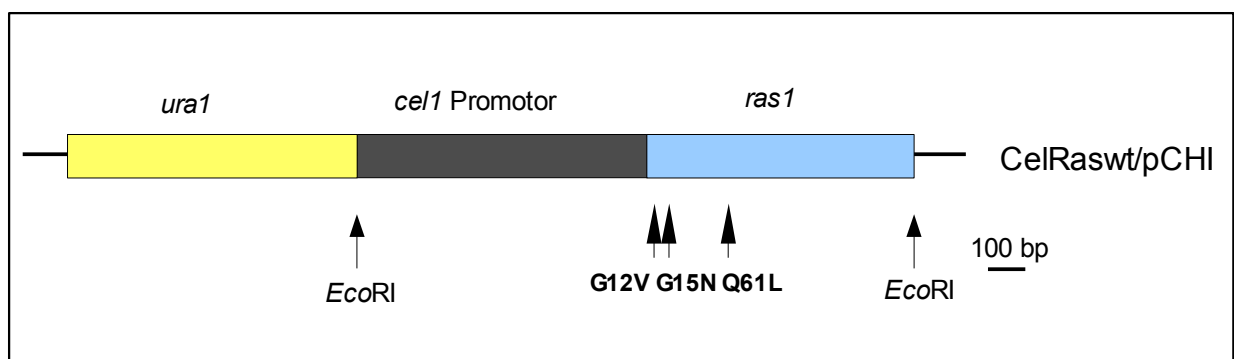 ura1 cel1 Promotor ras1
CelRaswt/pCHI
100 bp
G12V G15N Q61L
EcoRI EcoRI